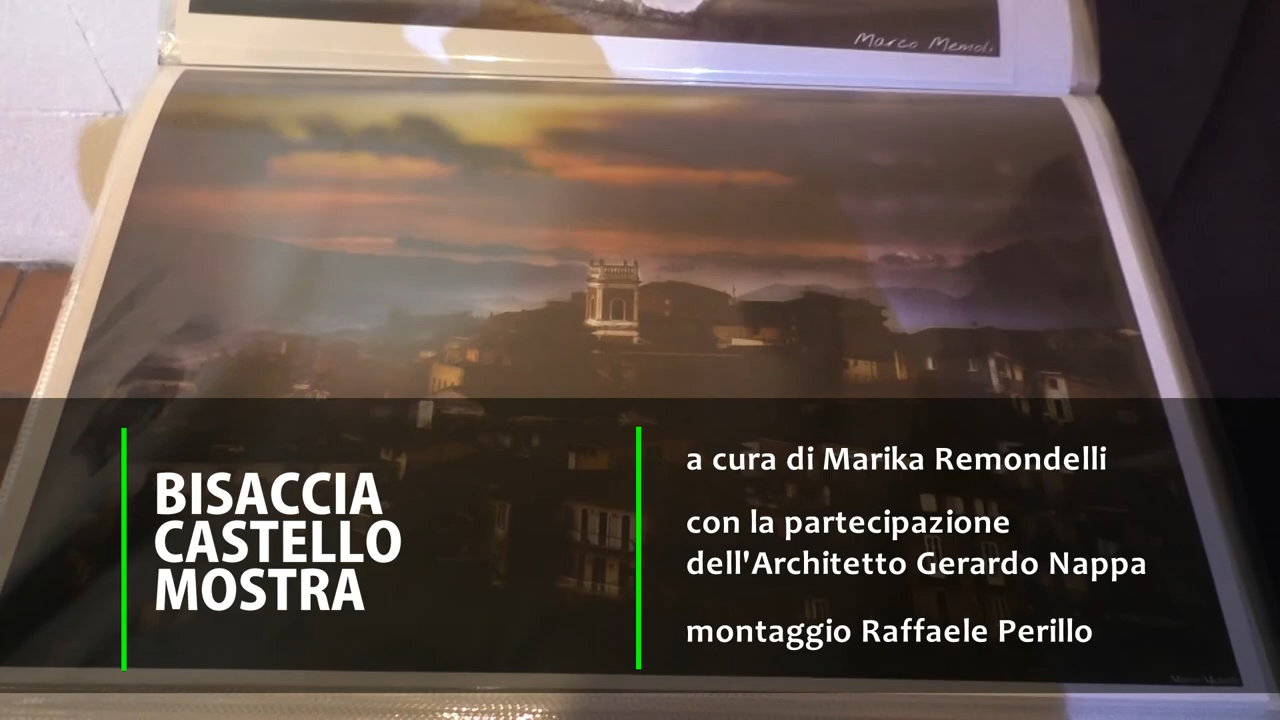 Marco Memoli
BISACCIA
CASTELLO
MOSTRA
a cura di Marika Remondelli
con la partecipazione
dell'Architetto Gerardo Nappa
montaggio Raffaele Perillo